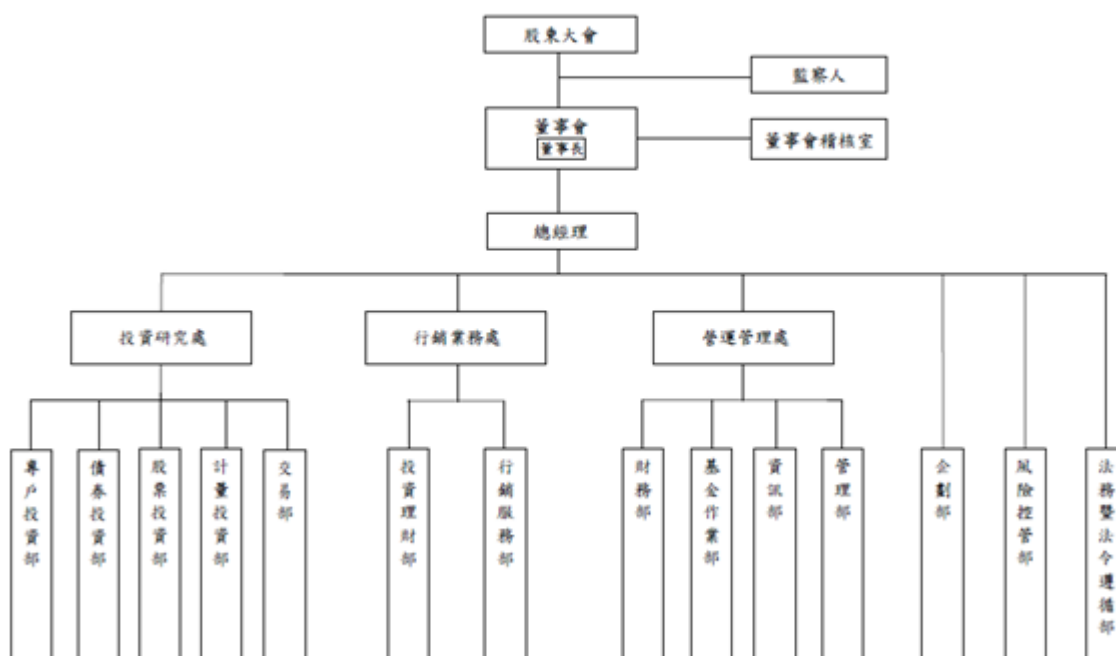 股東大會
監察人
董事會
董事長
董事會稽核室
總經理
投資研究處
行銷業務處
營運管理處
專戶投資部
債券投資部
股票投資部
計量投資部
交易部
投資理財部
行銷服務部
財務部
基金作業部
資訊部
管理部
企劃部
風險控管部
法務暨法令遵循部